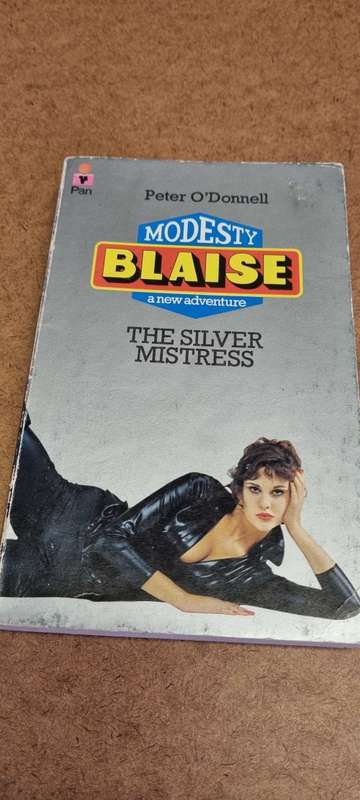 Pan
Peter O'Donnell
MODESTY
BLAISE
a new adventure
THE SILVER
MISTRESS